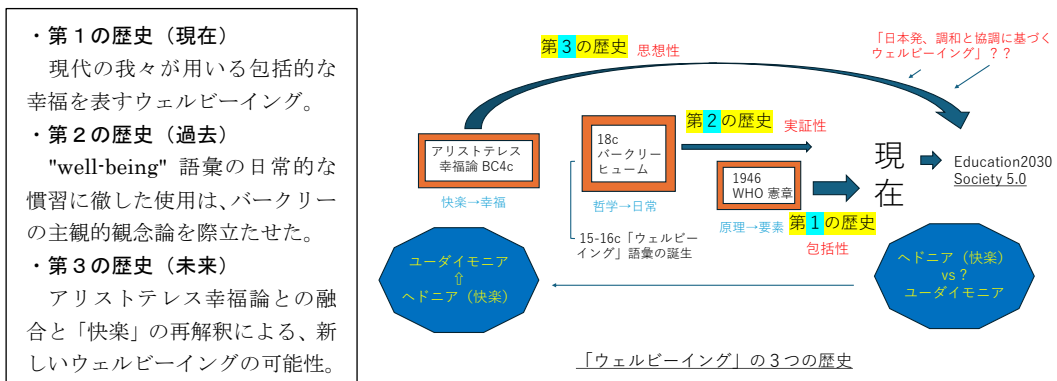 ・第１の歴史（現在）
現代の我々が用いる包括的な
幸福を表すウェルビーイング。
・第２の歴史（過去）
"well-being" 語彙の日常的な
慣習に徹した使用は、バークリー
の主観的観念論を際立たせた。
・第３の歴史（未来）
アリストテレス幸福論との融
合と「快楽」の再解釈による、新
しいウェルビーイングの可能性。
第３の歴史 思想性
「日本発、調和と協調に基づく
ウェルビーイング」？？
アリストテレス
幸福論 BC4c
快楽→幸福
18c
バークリー
ヒューム
哲学→日常
第２の歴史 実証性
1946
WHO 憲章
原理→要素
第１の歴史
包括性
現
在
Education2030
Society 5.0
15-16c「ウェルビー
イング」語彙の誕生
ユーダイモニア
⇧
ヘドニア（快楽）
ヘドニア（快楽）
vs？
ユーダイモニア
「ウェルビーイング」の３つの歴史